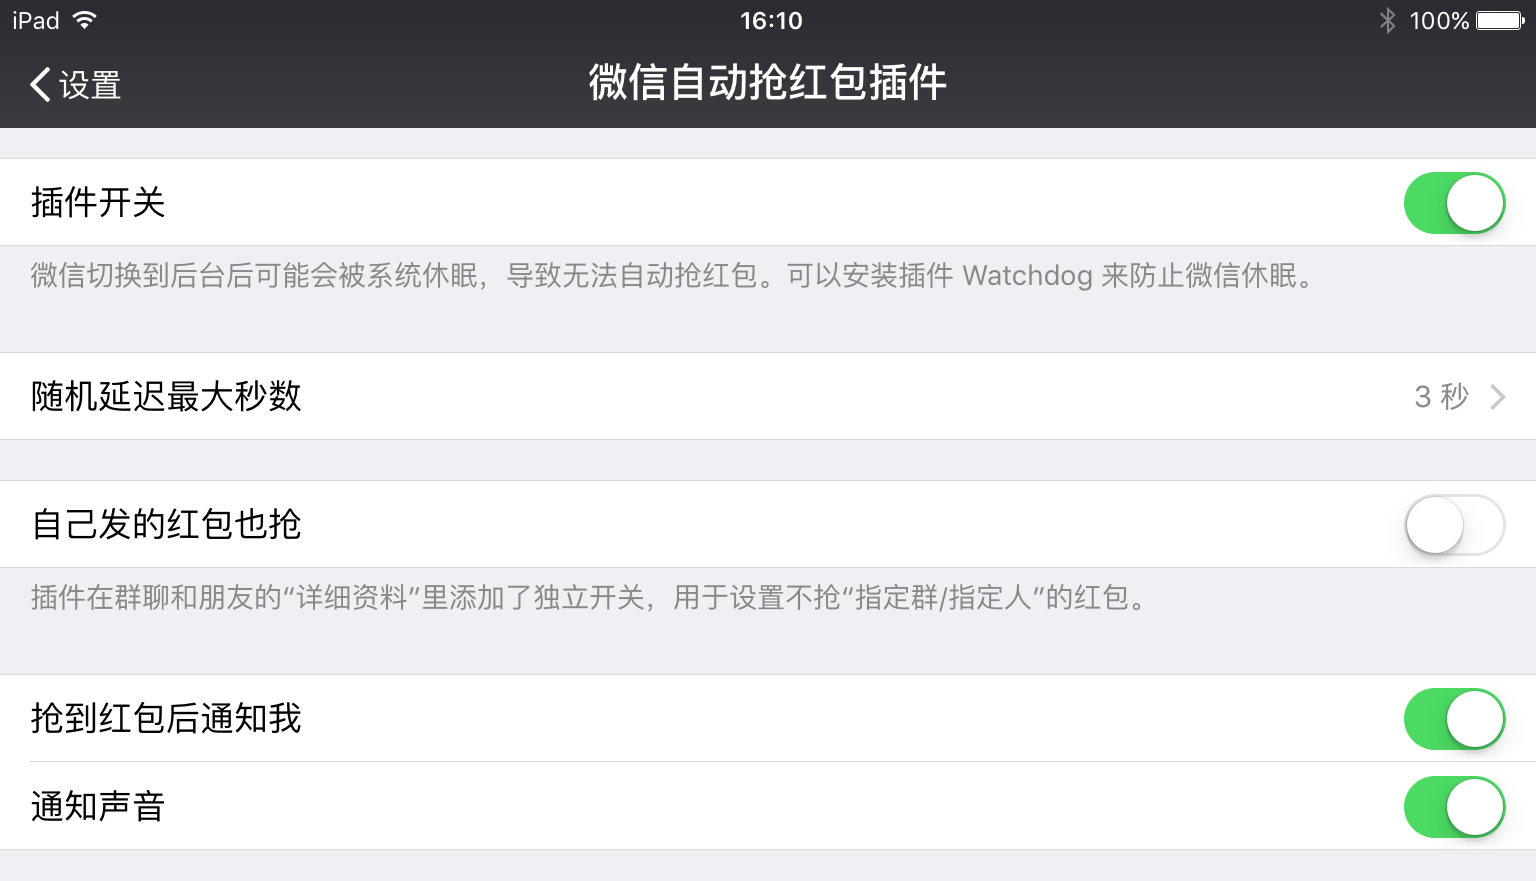 iPad 16:10 100%
设置 微信自动抢红包插件
插件开关
微信切换到后台后可能会被系统休眠，导致无法自动抢红包。可以安装插件 Watchdog 来防止微信休眠。
随机延迟最大秒数 3 秒
自己发的红包也抢
插件在群聊和朋友的“详细资料”里添加了独立开关，用于设置不抢“指定群/指定人”的红包。
抢到红包后通知我
通知声音